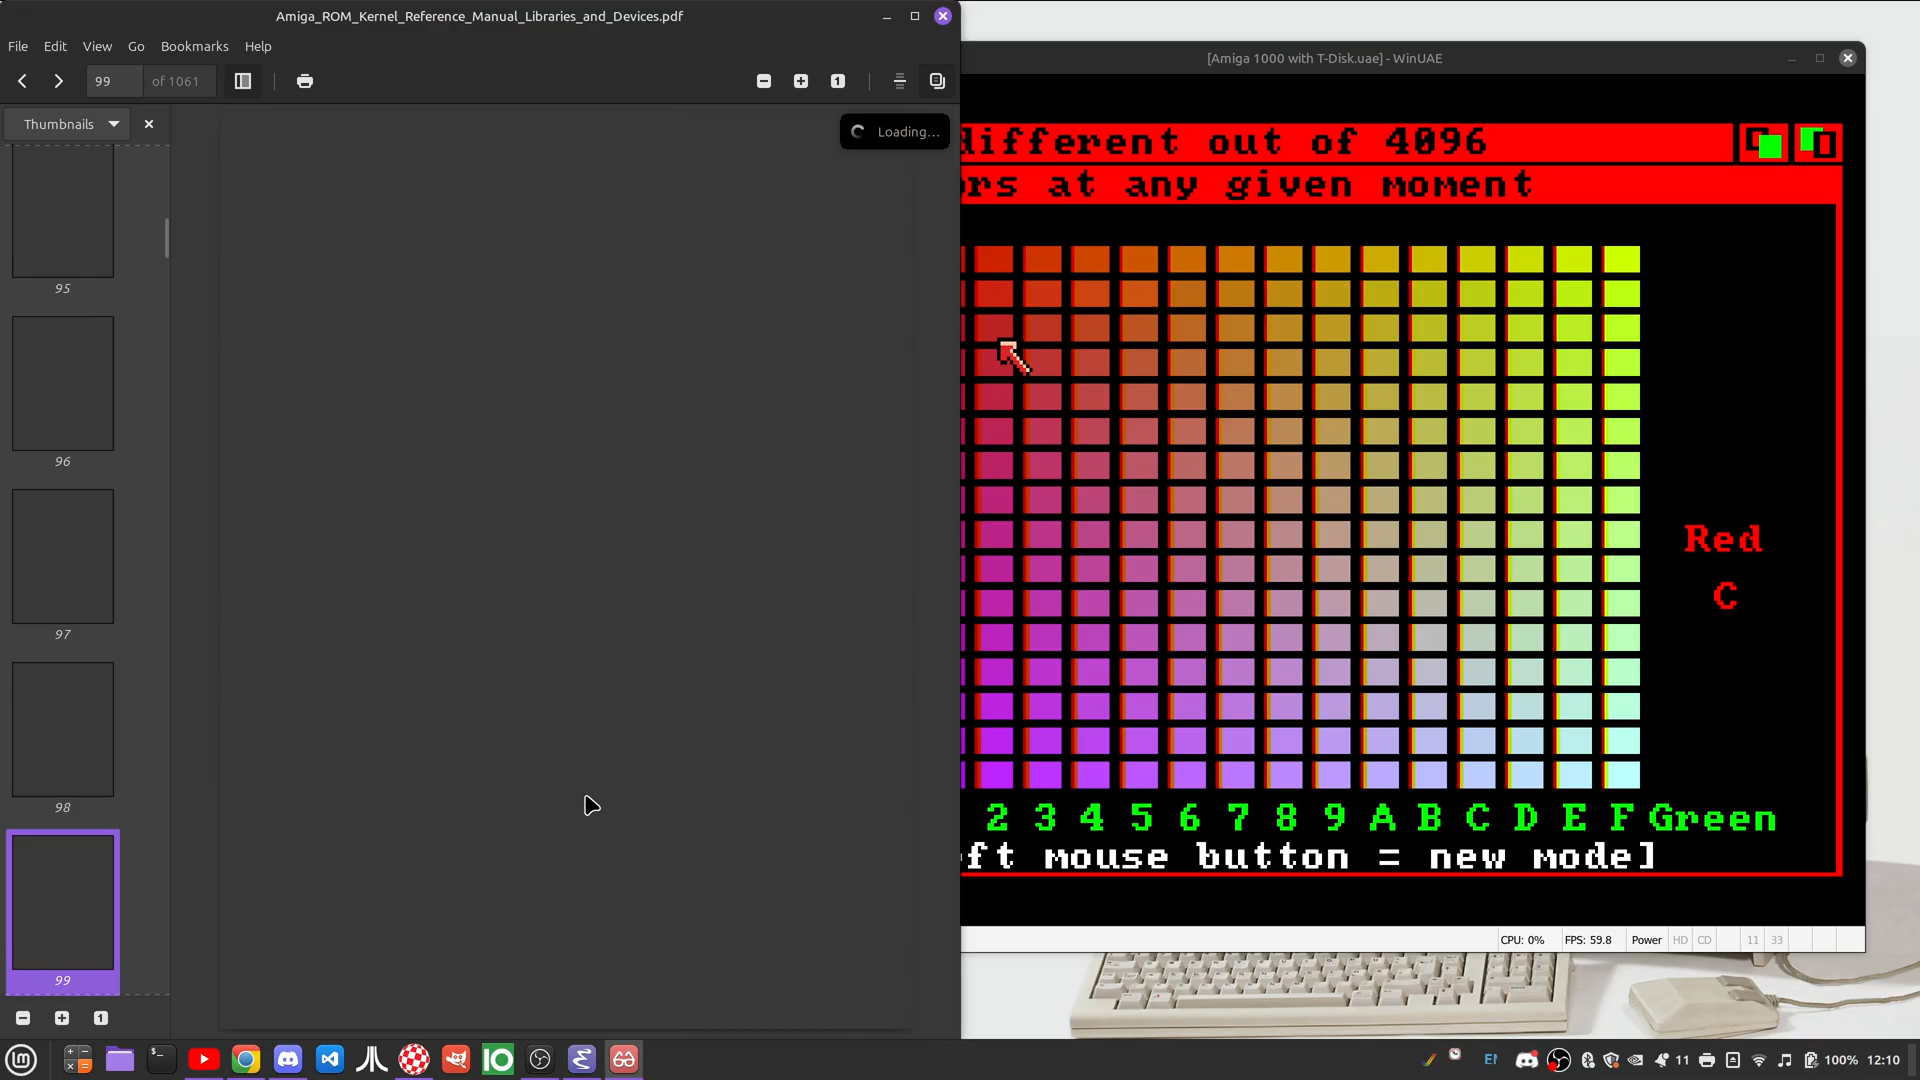 Amiga_ROM_Kernel_Reference_Manual_Libraries_and_Devices.pdf
File Edit View Go Bookmarks Help
99 of 1061
Thumbnails
95
96
97
98
99
Loading...
[Amiga 1000 with T-Disk.uae] - WinUAE
different out of 4096
rs at any given moment
Red
C
2 3 4 5 6 7 8 9 A B C D E F Green
ft mouse button = new mode]
CPU: 0% FPS: 59.8 Power HD CD 11 33
11 100% 12:10